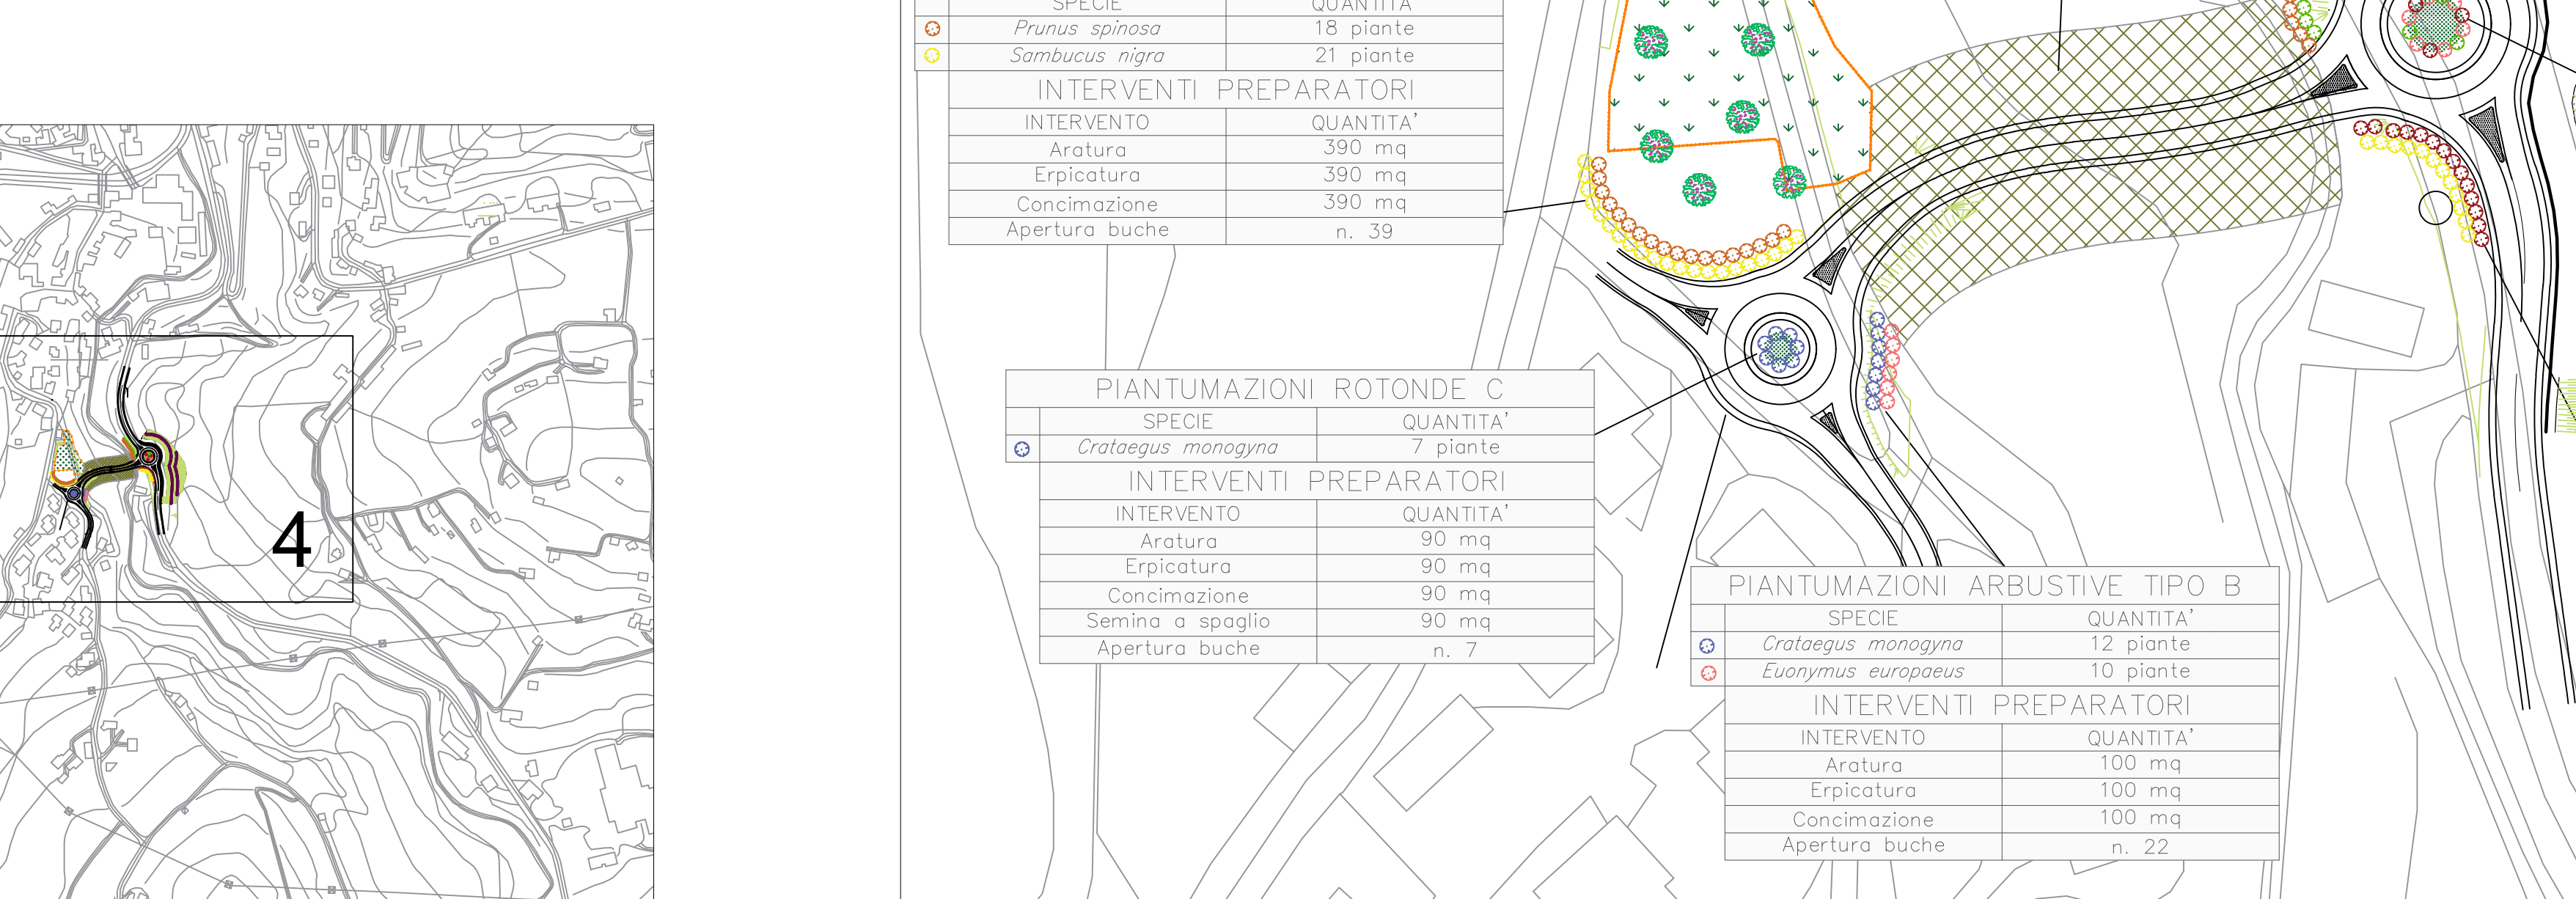 SPECIE QUANTITA'
Prunus spinosa 18 piante
Sambucus nigra 21 piante
INTERVENTI PREPARATORI
INTERVENTO QUANTITA'
Aratura 390 mq
Erpicatura 390 mq
Concimazione 390 mq
Apertura buche n. 39
4
PIANTUMAZIONI ROTONDE C
SPECIE QUANTITA'
Crataegus monogyna 7 piante
INTERVENTI PREPARATORI
INTERVENTO QUANTITA'
Aratura 90 mq
Erpicatura 90 mq
Concimazione 90 mq
Semina a spaglio 90 mq
Apertura buche n. 7
PIANTUMAZIONI ARBUSTIVE TIPO B
SPECIE QUANTITA'
Crataegus monogyna 12 piante
Euonymus europaeus 10 piante
INTERVENTI PREPARATORI
INTERVENTO QUANTITA'
Aratura 100 mq
Erpicatura 100 mq
Concimazione 100 mq
Apertura buche n. 22